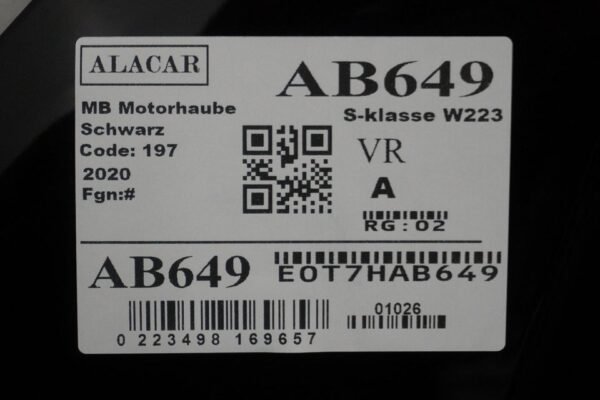 ALACAR
AB649
MB Motorhaube
Schwarz
Code: 197
2020
Fgn:#
S-klasse W223
VR
A
RG:02
AB649
E0T7HAB649
0 223498 169657
01026